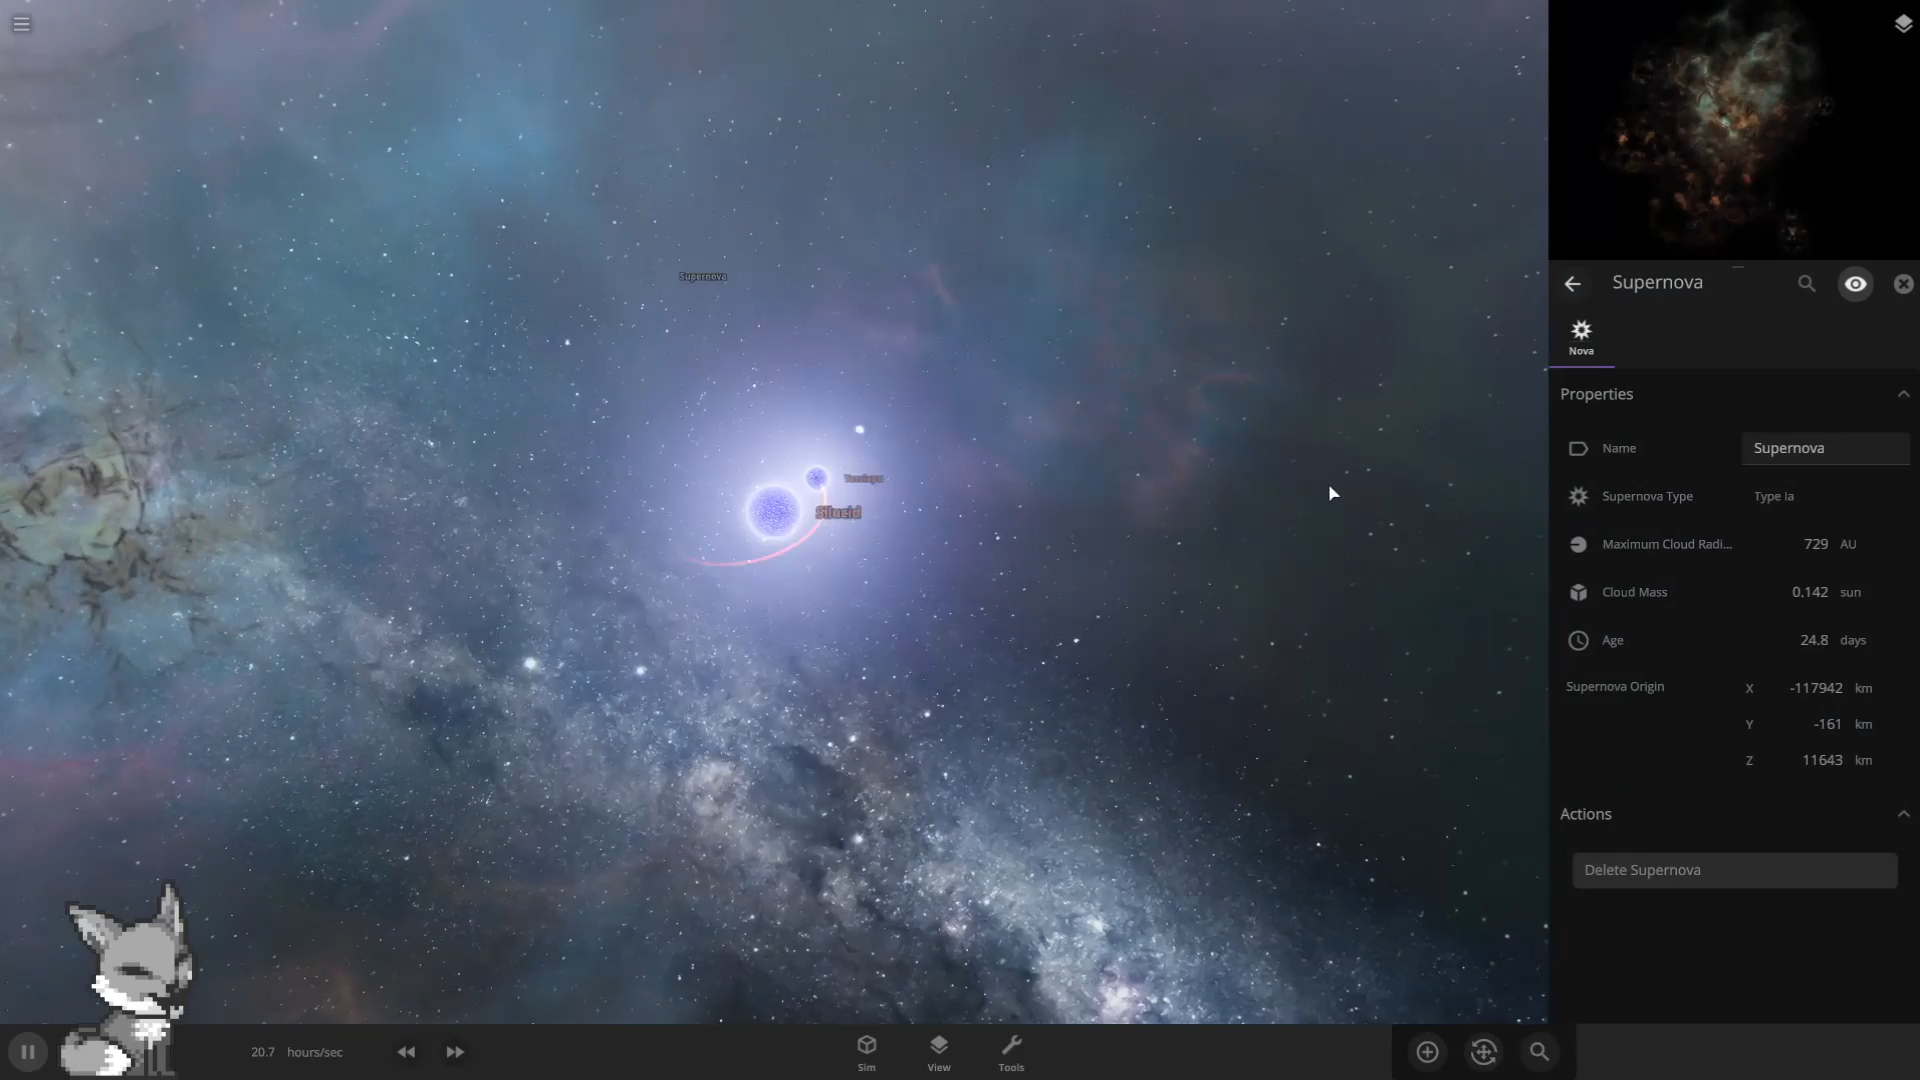 Supernova
Silucid
Supernova
Nova
Properties
Name Supernova
Supernova Type Type Ia
Maximum Cloud Radi... 729 AU
Cloud Mass 0.142 sun
Age 24.8 days
Supernova Origin X -117942 km
Y -161 km
Z 11643 km
Actions
Delete Supernova
20.7 hours/sec
Sim View Tools